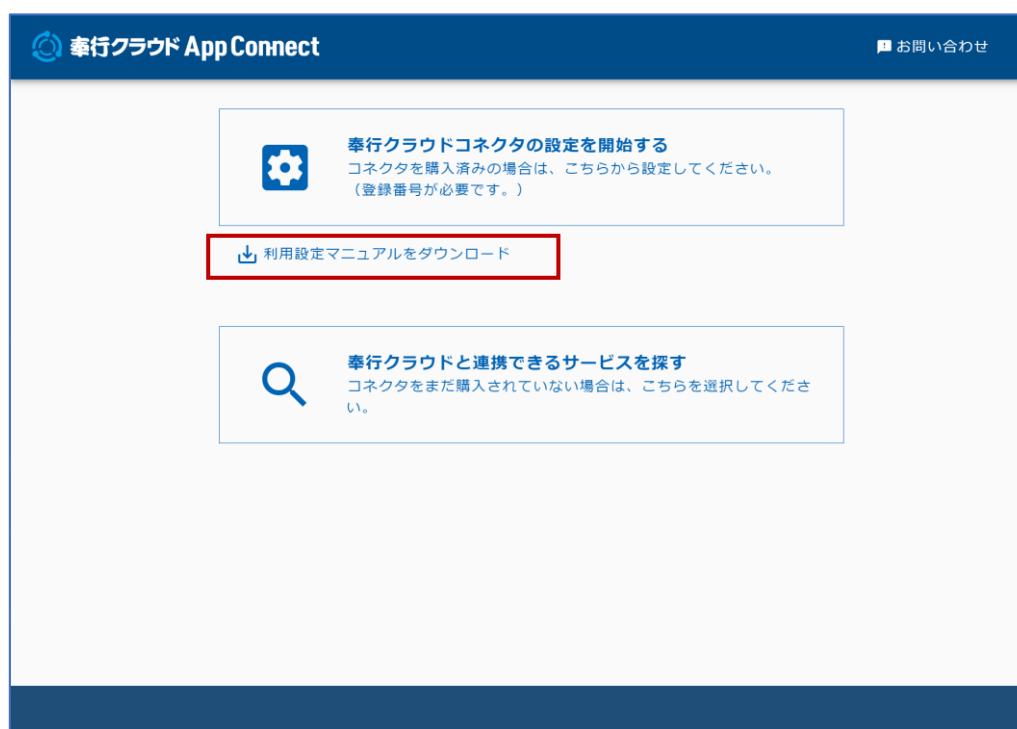 奉行クラウド App Connect
お問い合わせ
奉行クラウドコネクタの設定を開始する
コネクタを購入済みの場合は、こちらから設定してください。
（登録番号が必要です。）
利用設定マニュアルをダウンロード
奉行クラウドと連携できるサービスを探す
コネクタをまだ購入されていない場合は、こちらを選択してくださ
い。